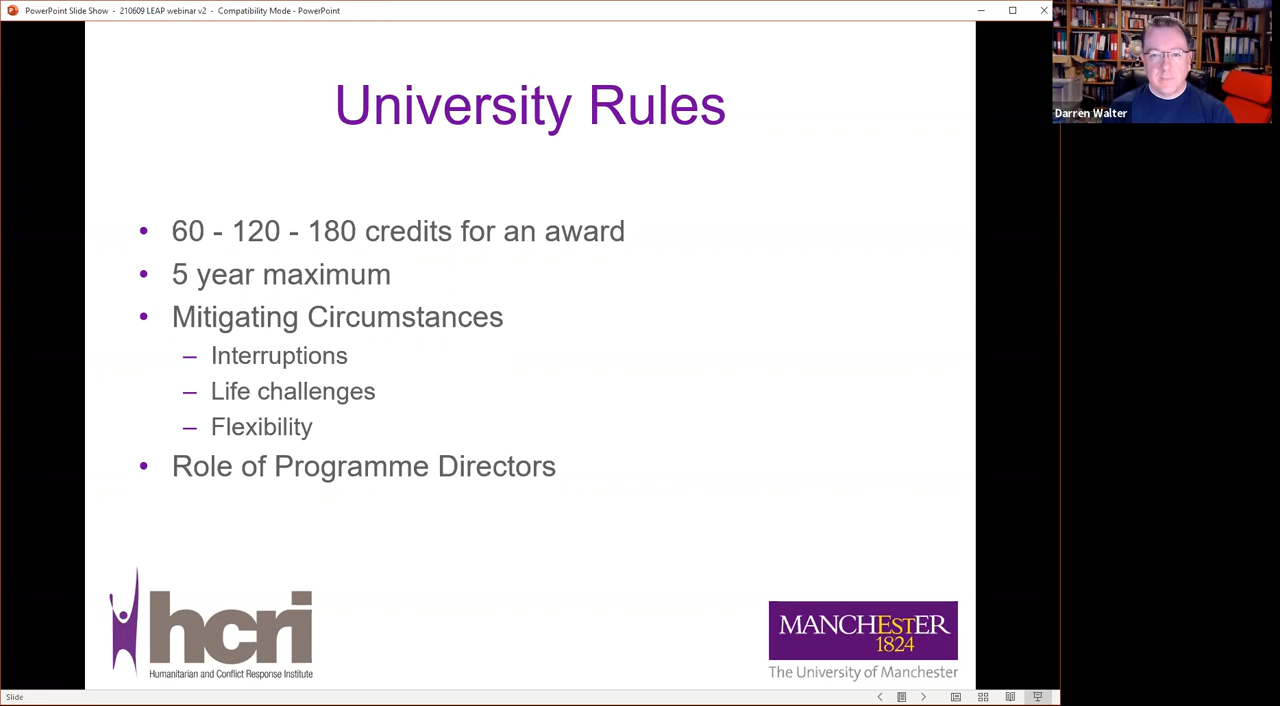 PowerPoint Slide Show - 210609 LEAP webinar v2 - Compatibility Mode - PowerPoint
Darren Walter
University Rules
• 60 - 120 - 180 credits for an award
• 5 year maximum
• Mitigating Circumstances
– Interruptions
– Life challenges
– Flexibility
• Role of Programme Directors
hcri
Humanitarian and Conflict Response Institute
MANCHESTER
1824
The University of Manchester
Slide